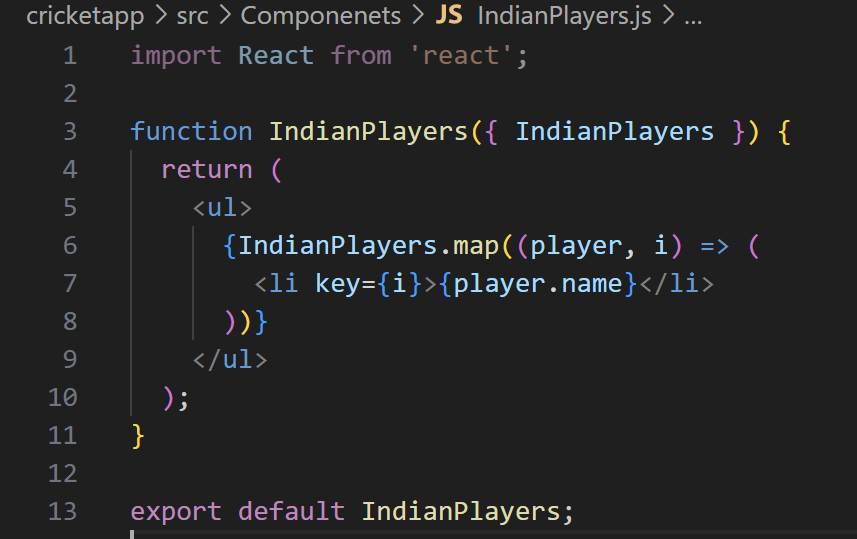 cricketapp > src > Componenets > JS IndianPlayers.js > ...
1 import React from 'react';
2
3 function IndianPlayers({ IndianPlayers }) {
4   return (
5     <ul>
6       {IndianPlayers.map((player, i) => (
7         <li key={i}>{player.name}</li>
8       ))}
9     </ul>
10   );
11 }
12
13 export default IndianPlayers;